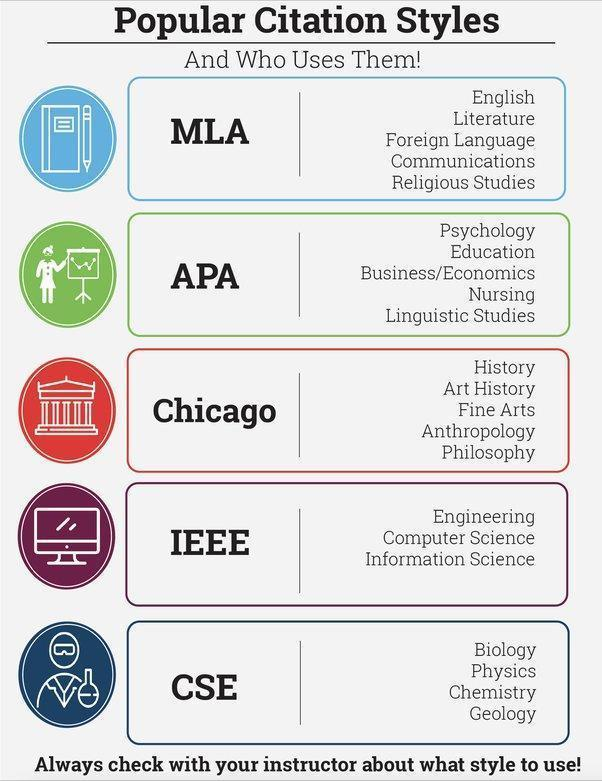 Popular Citation Styles
And Who Uses Them!
MLA
English
Literature
Foreign Language
Communications
Religious Studies
APA
Psychology
Education
Business/Economics
Nursing
Linguistic Studies
Chicago
History
Art History
Fine Arts
Anthropology
Philosophy
IEEE
Engineering
Computer Science
Information Science
CSE
Biology
Physics
Chemistry
Geology
Always check with your instructor about what style to use!